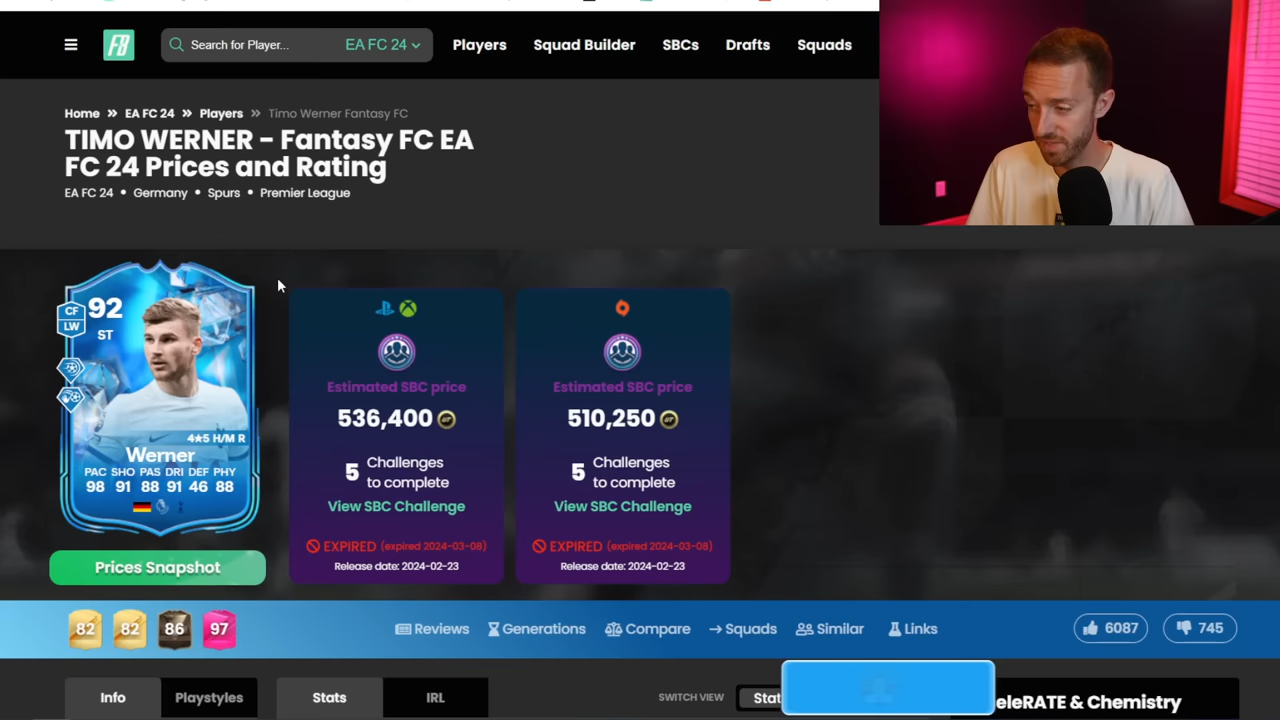 FB
Search for Player...
EA FC 24
Players
Squad Builder
SBCs
Drafts
Squads
Home » EA FC 24 » Players » Timo Werner Fantasy FC
TIMO WERNER - Fantasy FC EA
FC 24 Prices and Rating
EA FC 24 • Germany • Spurs • Premier League
92
ST
CF
LW
4★5 H/M R
Werner
PAC SHO PAS DRI DEF PHY
98 91 88 91 46 88
Prices Snapshot
Estimated SBC price
536,400
5 Challenges
to complete
View SBC Challenge
EXPIRED (expired 2024-03-08)
Release date: 2024-02-23
Estimated SBC price
510,250
5 Challenges
to complete
View SBC Challenge
EXPIRED (expired 2024-03-08)
Release date: 2024-02-23
82 82 86 97
Reviews
Generations
Compare
Squads
Similar
Links
6087
745
Info
Playstyles
Stats
IRL
SWITCH VIEW
Stat
eleRATE & Chemistry